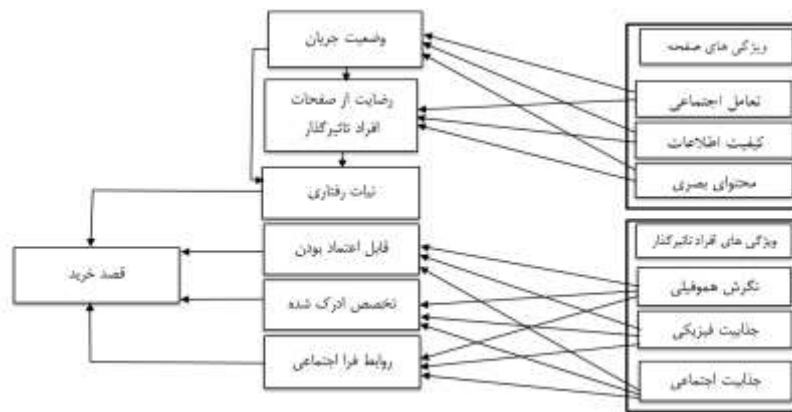 وضعیت جریان
ویژگی های صفحه
رضایت از صفحات
افراد تاثیرگذار
تعامل اجتماعی
کیفیت اطلاعات
محتوای بصری
نیات رفتاری
قابل اعتماد بودن
ویژگی های افراد تاثیرگذار
قصد خرید
تخصص ادرک شده
نگرش هموفیلی
جذابیت فیزیکی
روابط فرا اجتماعی
جذابیت اجتماعی